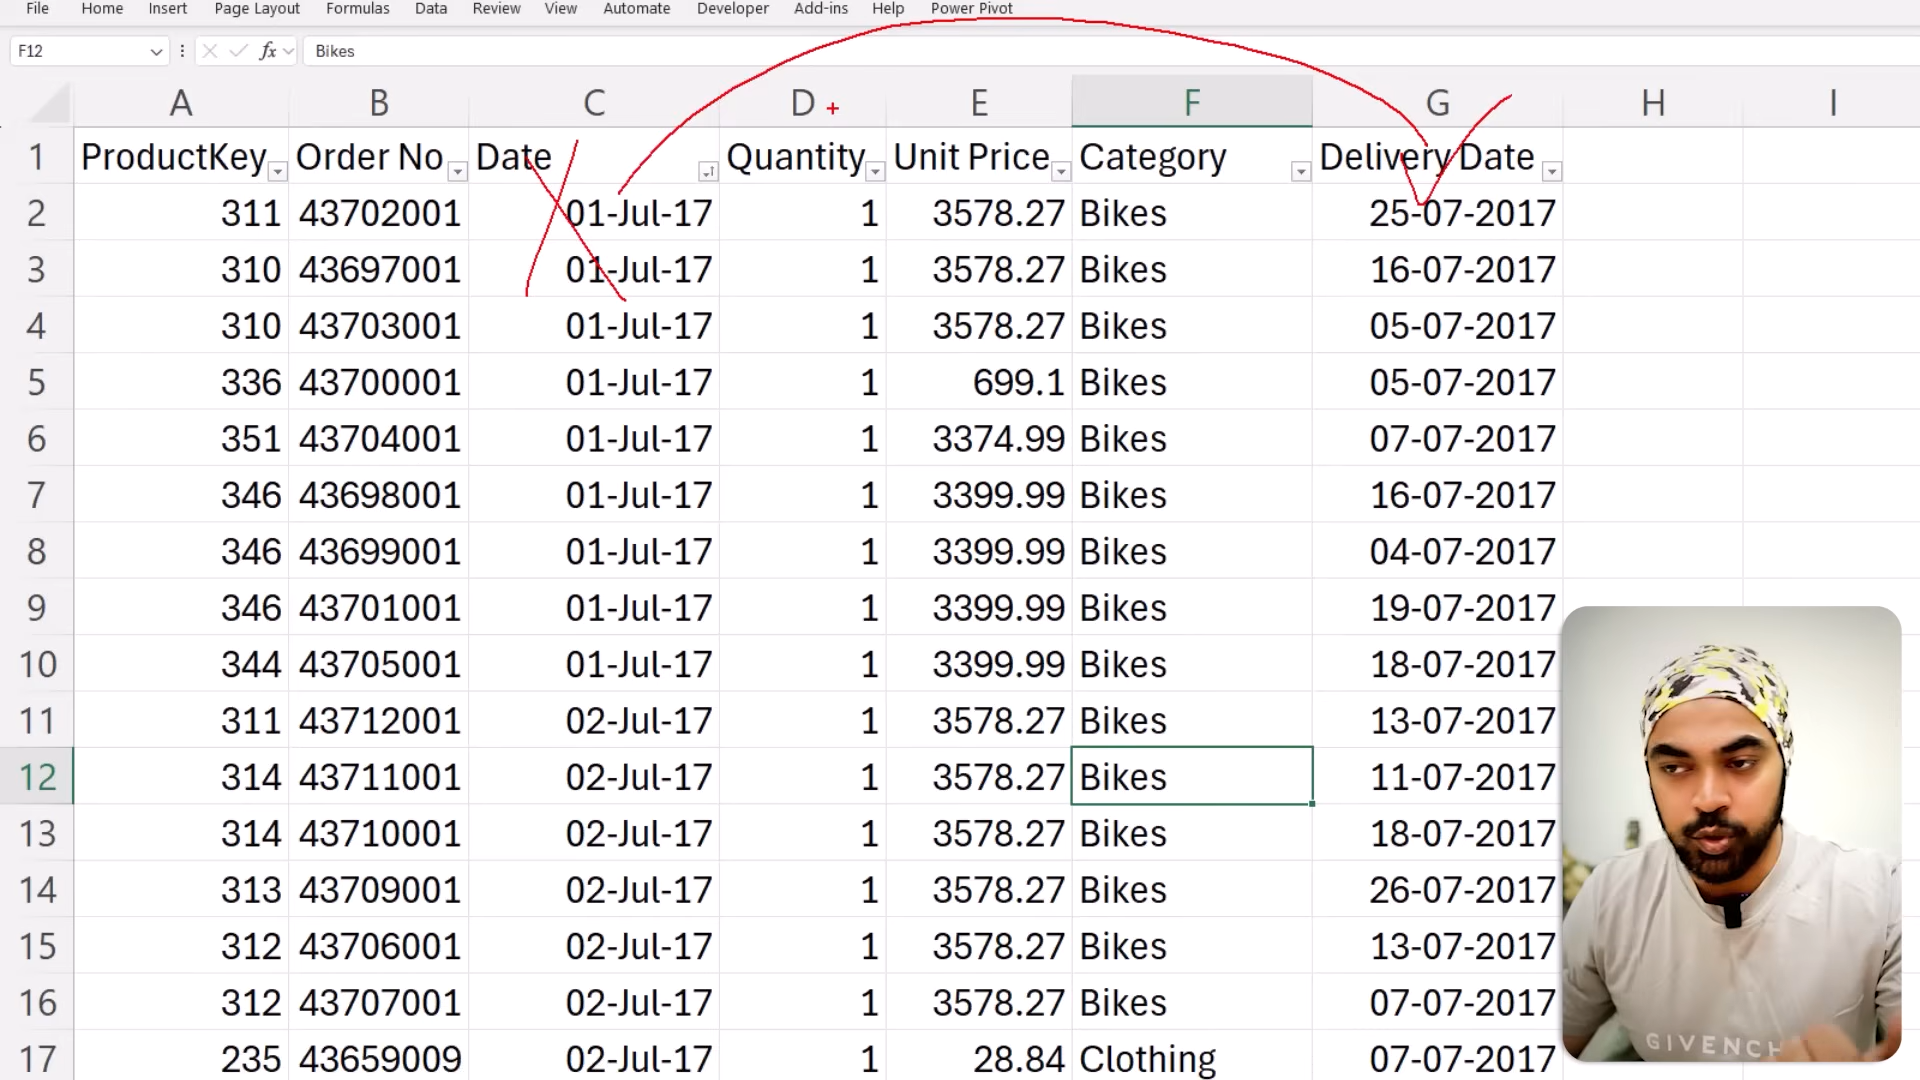 File Home Insert Page Layout Formulas Data Review View Automate Developer Add-ins Help Power Pivot
F12 fx Bikes
A B C D E F G H I
1 ProductKey Order No Date Quantity Unit Price Category Delivery Date
2 311 43702001 01-Jul-17 1 3578.27 Bikes 25-07-2017
3 310 43697001 01-Jul-17 1 3578.27 Bikes 16-07-2017
4 310 43703001 01-Jul-17 1 3578.27 Bikes 05-07-2017
5 336 43700001 01-Jul-17 1 699.1 Bikes 05-07-2017
6 351 43704001 01-Jul-17 1 3374.99 Bikes 07-07-2017
7 346 43698001 01-Jul-17 1 3399.99 Bikes 16-07-2017
8 346 43699001 01-Jul-17 1 3399.99 Bikes 04-07-2017
9 346 43701001 01-Jul-17 1 3399.99 Bikes 19-07-2017
10 344 43705001 01-Jul-17 1 3399.99 Bikes 18-07-2017
11 311 43712001 02-Jul-17 1 3578.27 Bikes 13-07-2017
12 314 43711001 02-Jul-17 1 3578.27 Bikes 11-07-2017
13 314 43710001 02-Jul-17 1 3578.27 Bikes 18-07-2017
14 313 43709001 02-Jul-17 1 3578.27 Bikes 26-07-2017
15 312 43706001 02-Jul-17 1 3578.27 Bikes 13-07-2017
16 312 43707001 02-Jul-17 1 3578.27 Bikes 07-07-2017
17 235 43659009 02-Jul-17 1 28.84 Clothing 07-07-2017
GIVENCH